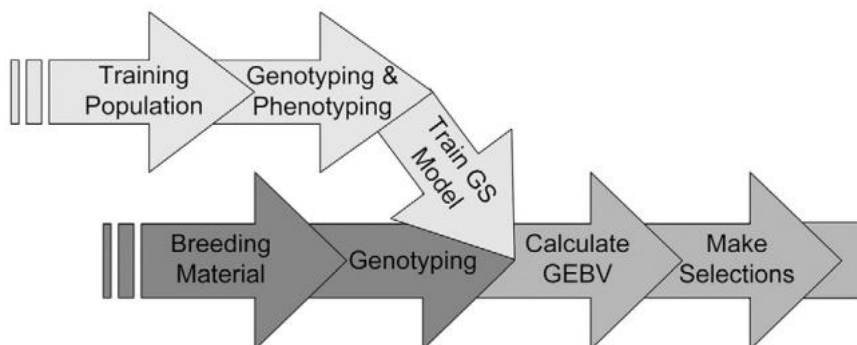 Training
Population
Genotyping &
Phenotyping
Train GS
Model
Breeding
Material
Genotyping
Calculate
GEBV
Make
Selections